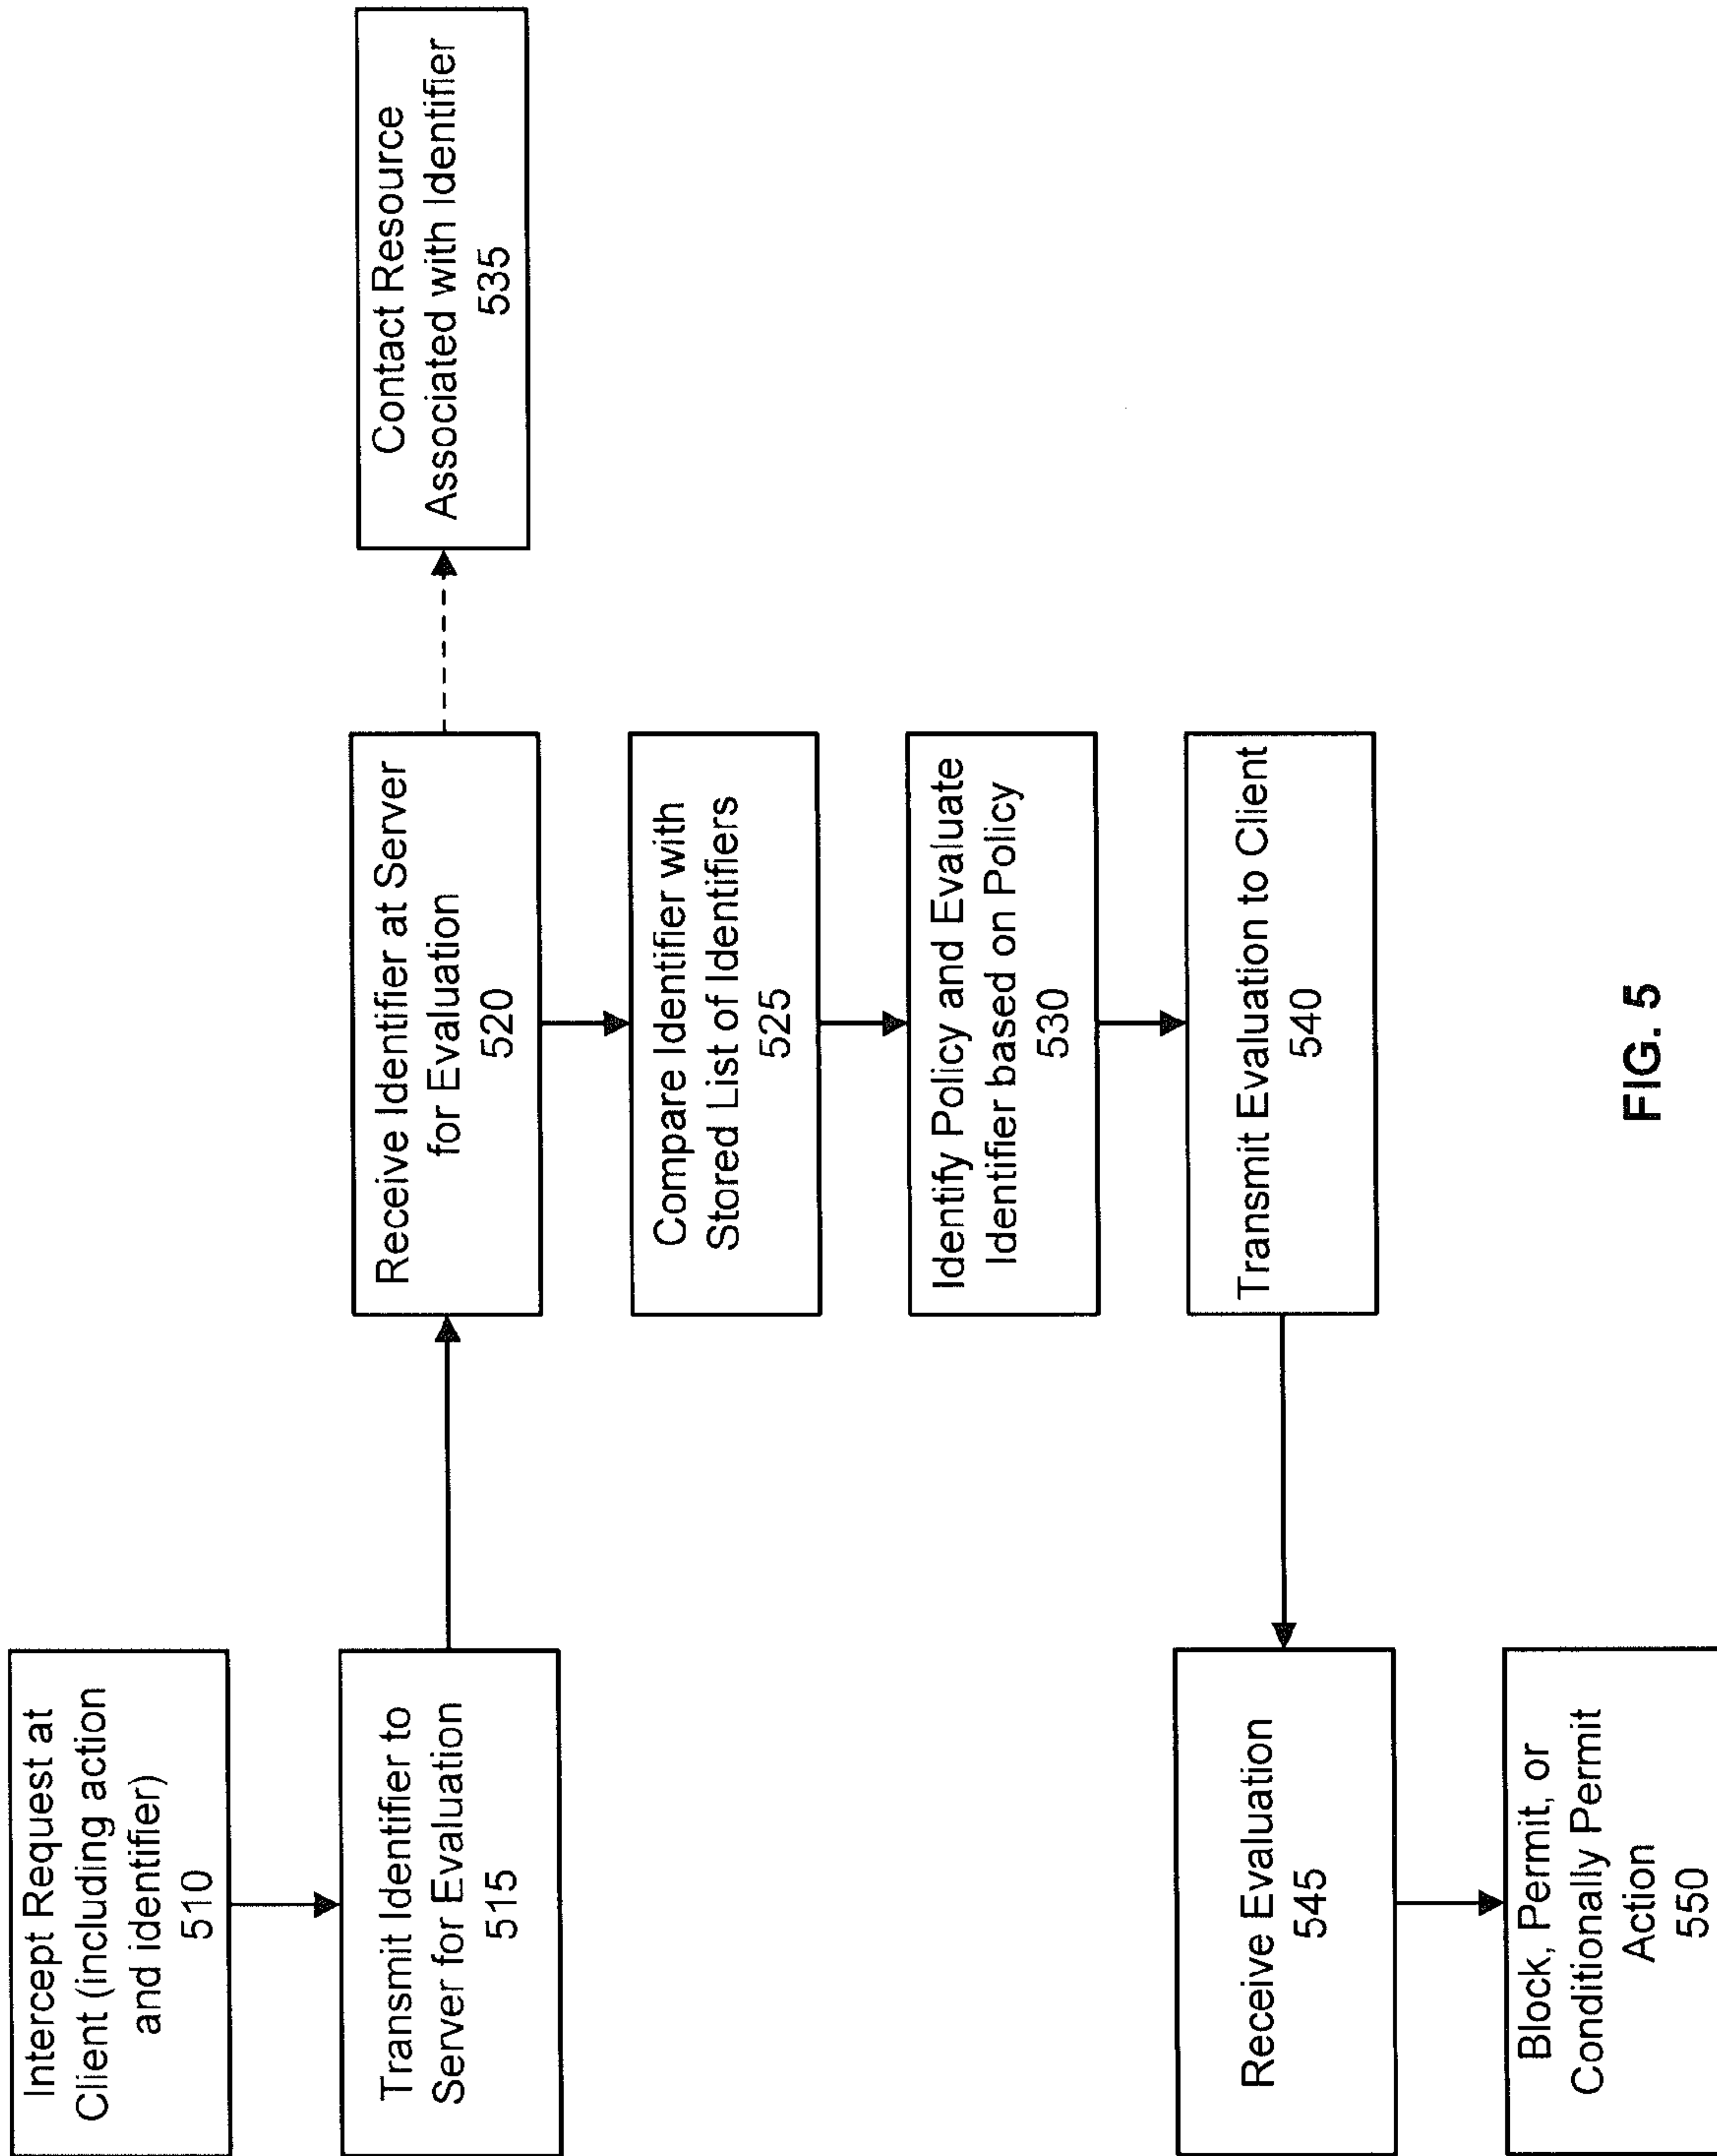 Intercept Request at
Client (including action
and identifier)
510
Transmit Identifier to
Server for Evaluation
515
Receive Identifier at Server
for Evaluation
520
Contact Resource
Associated with Identifier
535
Compare Identifier with
Stored List of Identifiers
525
Identify Policy and Evaluate
Identifier based on Policy
530
Transmit Evaluation to Client
540
Receive Evaluation
545
Block, Permit, or
Conditionally Permit
Action
550
FIG. 5